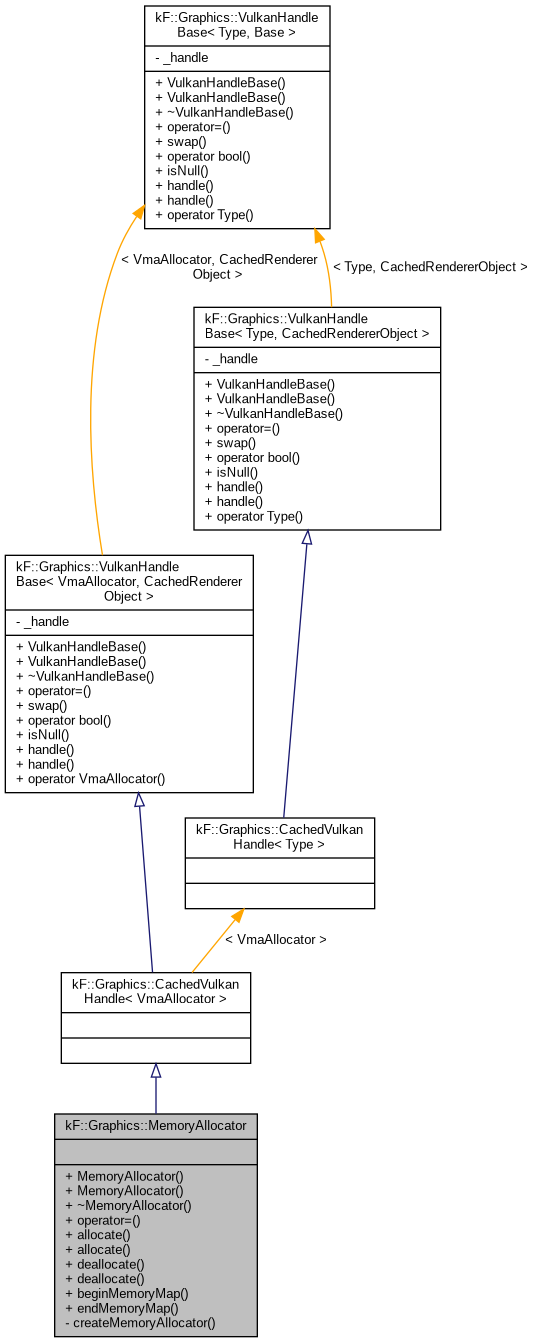 kF::Graphics::VulkanHandle
Base< Type, Base >
- _handle
+ VulkanHandleBase()
+ VulkanHandleBase()
+ ~VulkanHandleBase()
+ operator=()
+ swap()
+ operator bool()
+ isNull()
+ handle()
+ handle()
+ operator Type()
< VmaAllocator, CachedRenderer
Object >
< Type, CachedRendererObject >
kF::Graphics::VulkanHandle
Base< Type, CachedRendererObject >
- _handle
+ VulkanHandleBase()
+ VulkanHandleBase()
+ ~VulkanHandleBase()
+ operator=()
+ swap()
+ operator bool()
+ isNull()
+ handle()
+ handle()
+ operator Type()
kF::Graphics::VulkanHandle
Base< VmaAllocator, CachedRenderer
Object >
- _handle
+ VulkanHandleBase()
+ VulkanHandleBase()
+ ~VulkanHandleBase()
+ operator=()
+ swap()
+ operator bool()
+ isNull()
+ handle()
+ handle()
+ operator VmaAllocator()
kF::Graphics::CachedVulkan
Handle< Type >
< VmaAllocator >
kF::Graphics::CachedVulkan
Handle< VmaAllocator >
kF::Graphics::MemoryAllocator
+ MemoryAllocator()
+ MemoryAllocator()
+ ~MemoryAllocator()
+ operator=()
+ allocate()
+ allocate()
+ deallocate()
+ deallocate()
+ beginMemoryMap()
+ endMemoryMap()
- createMemoryAllocator()